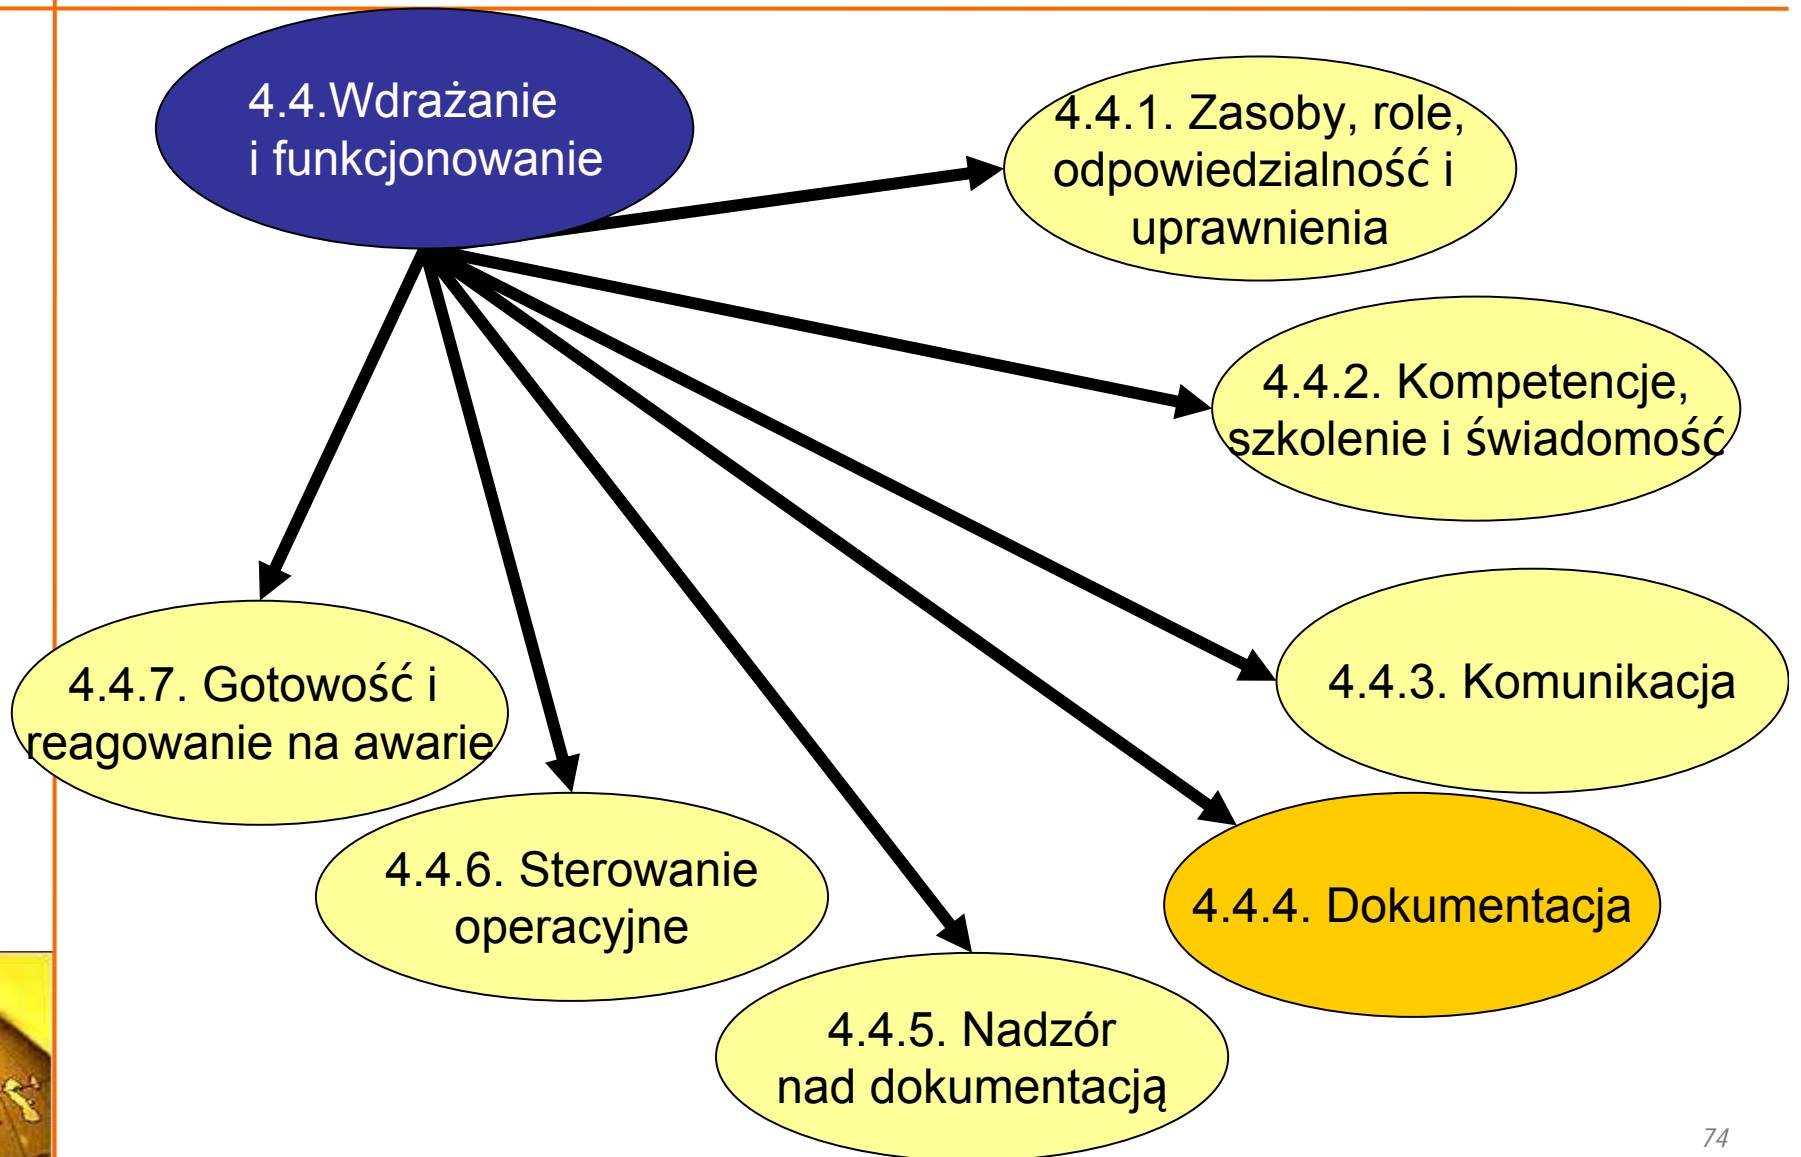 4.4.Wdrażanie
i funkcjonowanie
4.4.1. Zasoby, role,
odpowiedzialność i
uprawnienia
4.4.2. Kompetencje,
szkolenie i świadomość
4.4.3. Komunikacja
4.4.4. Dokumentacja
4.4.5. Nadzór
nad dokumentacją
4.4.6. Sterowanie
operacyjne
4.4.7. Gotowość i
reagowanie na awarie
74